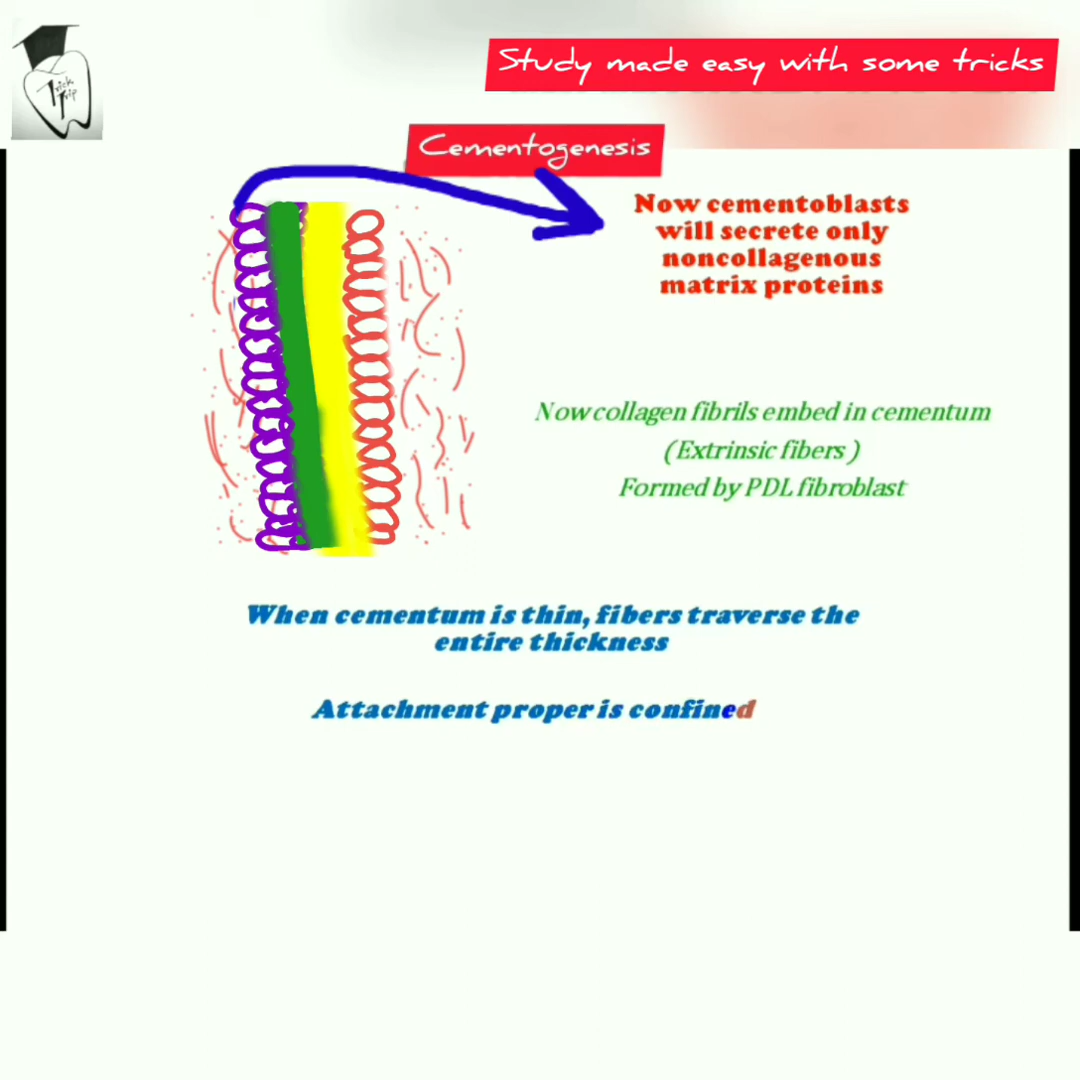 Trick
Trip
Study made easy with some tricks
Cementogenesis
Now cementoblasts
will secrete only
noncollagenous
matrix proteins
Now collagen fibrils embed in cementum
(Extrinsic fibers)
Formed by PDL fibroblast
When cementum is thin, fibers traverse the
entire thickness
Attachment proper is confined